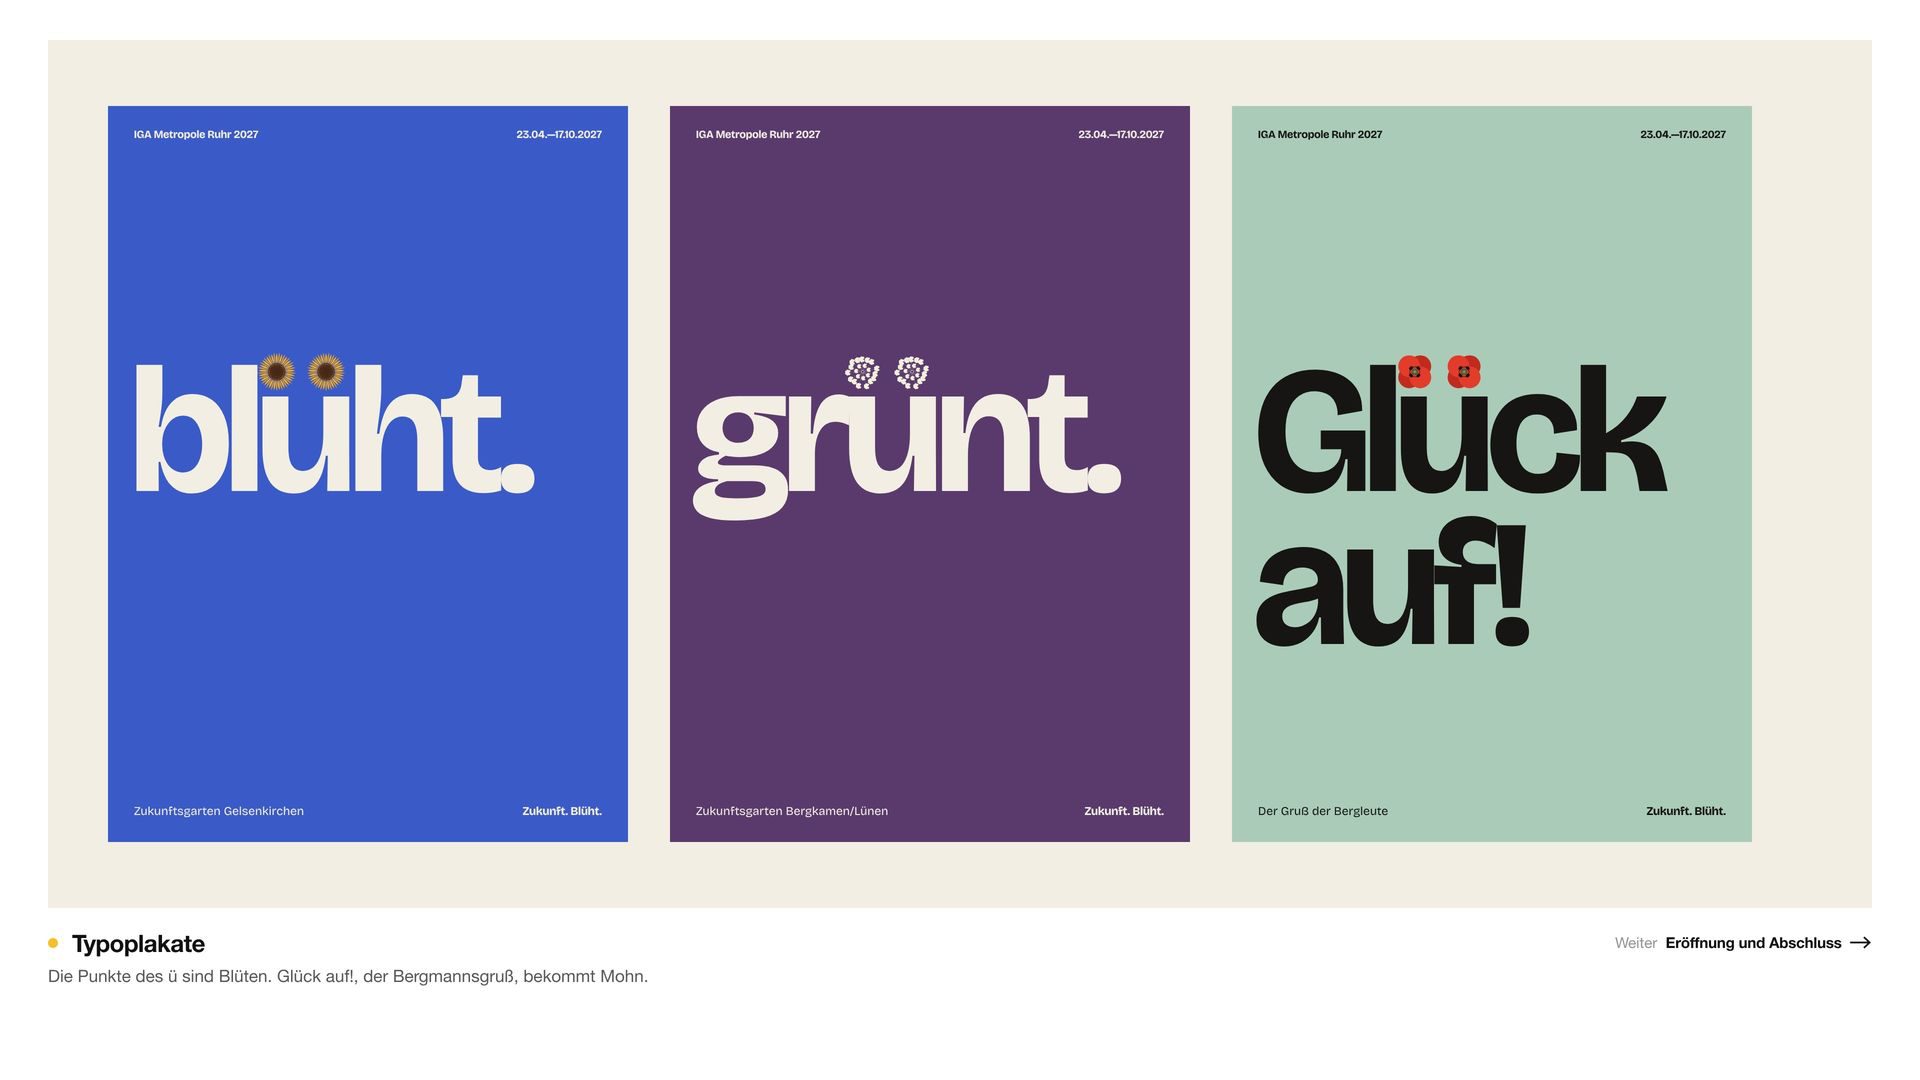 IGA Metropole Ruhr 2027
23.04.—17.10.2027
blüht.
Zukunftsgarten Gelsenkirchen
Zukunft. Blüht.
IGA Metropole Ruhr 2027
23.04.—17.10.2027
grünt.
Zukunftsgarten Bergkamen/Lünen
Zukunft. Blüht.
IGA Metropole Ruhr 2027
23.04.—17.10.2027
Glück
auf!
Der Gruß der Bergleute
Zukunft. Blüht.
Typoplakate
Die Punkte des ü sind Blüten. Glück auf!, der Bergmannsgruß, bekommt Mohn.
Weiter Eröffnung und Abschluss →